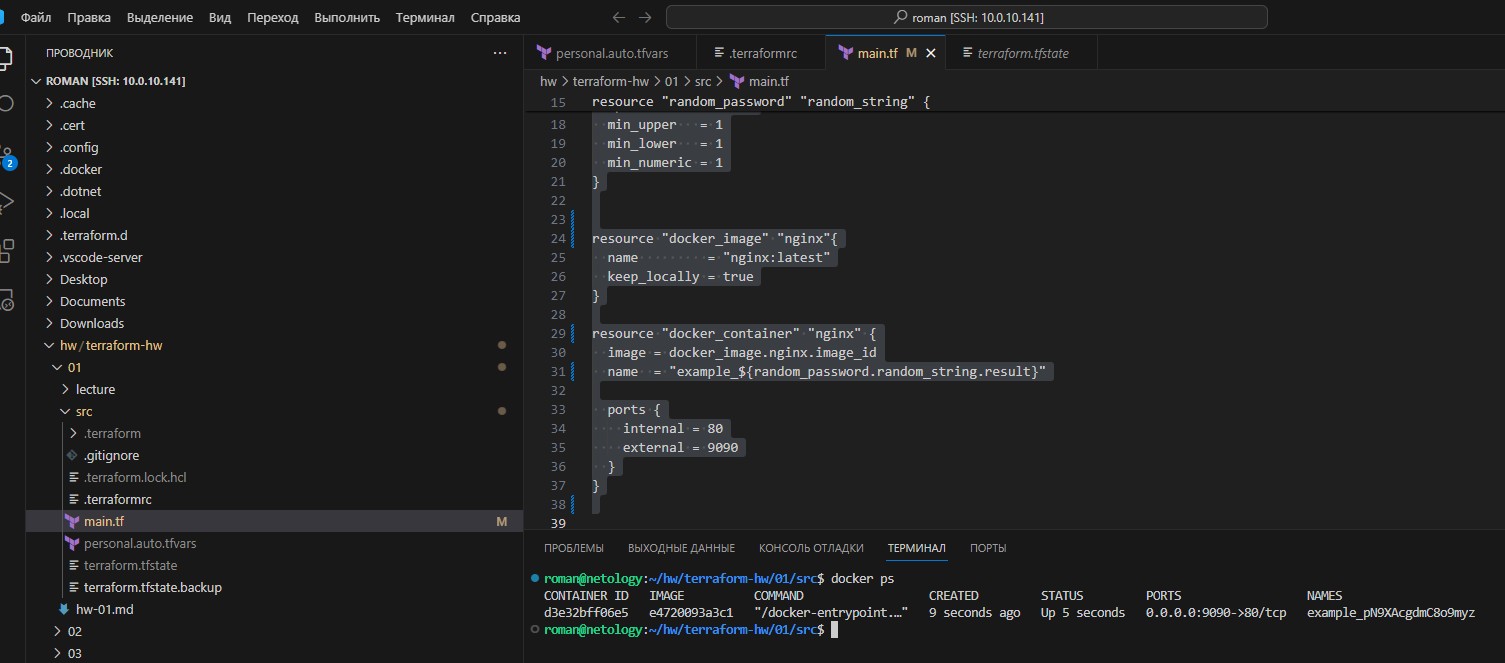 Файл Правка Выделение Вид Переход Выполнить Терминал Справка
roman [SSH: 10.0.10.141]
ПРОВОДНИК
ROMAN [SSH: 10.0.10.141]
.cache
.cert
.config
.docker
.dotnet
.local
.terraform.d
.vscode-server
Desktop
Documents
Downloads
hw / terraform-hw
01
lecture
src
.terraform
.gitignore
.terraform.lock.hcl
.terraformrc
main.tf M
personal.auto.tfvars
terraform.tfstate
terraform.tfstate.backup
hw-01.md
02
03
2
personal.auto.tfvars .terraformrc main.tf M terraform.tfstate
hw > terraform-hw > 01 > src > main.tf
15 resource "random_password" "random_string" {
18 min_upper = 1
19 min_lower = 1
20 min_numeric = 1
21 }
22
23
24 resource "docker_image" "nginx"{
25 name = "nginx:latest"
26 keep_locally = true
27 }
28
29 resource "docker_container" "nginx" {
30 image = docker_image.nginx.image_id
31 name = "example_${random_password.random_string.result}"
32
33 ports {
34 internal = 80
35 external = 9090
36 }
37 }
38
39
ПРОБЛЕМЫ ВЫХОДНЫЕ ДАННЫЕ КОНСОЛЬ ОТЛАДКИ ТЕРМИНАЛ ПОРТЫ
roman@netology:~/hw/terraform-hw/01/src$ docker ps
CONTAINER ID IMAGE COMMAND CREATED STATUS PORTS NAMES
d3e32bff06e5 e4720093a3c1 "/docker-entrypoint.…" 9 seconds ago Up 5 seconds 0.0.0.0:9090->80/tcp example_pN9XAcgdmC8o9myz
roman@netology:~/hw/terraform-hw/01/src$